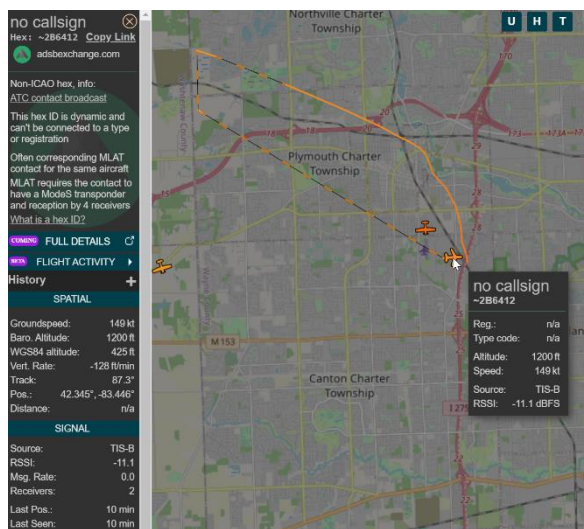 no callsign
Hex: ~2B6412 Copy Link
adsbexchange.com
Non-ICAO hex, info:
ATC contact broadcast
This hex ID is dynamic and
can't be connected to a type
or registration
Often corresponding MLAT
contact for the same aircraft
MLAT requires the contact to
have a ModeS transponder
and reception by 4 receivers
What is a hex ID?
COMING FULL DETAILS
BETA FLIGHT ACTIVITY
History +
SPATIAL
Groundspeed: 149 kt
Baro. Altitude: 1200 ft
WGS84 altitude: 425 ft
Vert. Rate: -128 ft/min
Track: 87.3°
Pos.: 42.345°, -83.446°
Distance: n/a
SIGNAL
Source: TIS-B
RSSI: -11.1
Msg. Rate: 0.0
Receivers: 2
Last Pos.: 10 min
Last Seen: 10 min
U H T
Northville Charter
Township
Washtenaw County
Wayne County
Plymouth Charter
Township
M 153
Canton Charter
Township
I 275
no callsign
~2B6412
Reg.: n/a
Type code: n/a
Altitude: 1200 ft
Speed: 149 kt
Source: TIS-B
RSSI: -11.1 dBFS